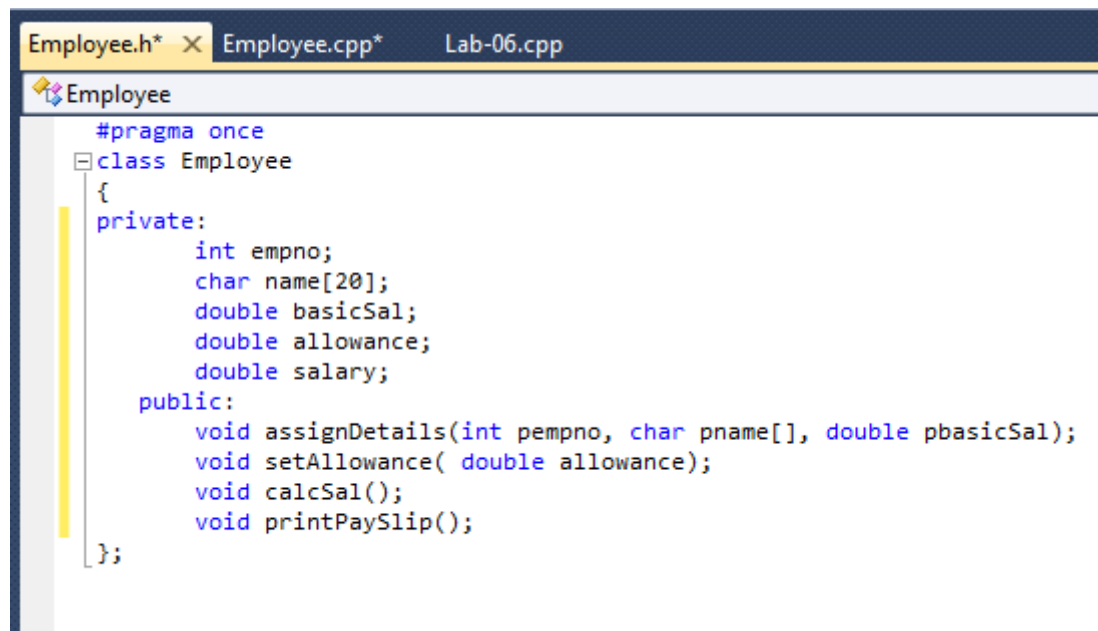 Employee.h* × Employee.cpp* Lab-06.cpp
Employee
#pragma once
class Employee
{
private:
int empno;
char name[20];
double basicSal;
double allowance;
double salary;
public:
void assignDetails(int pempno, char pname[], double pbasicSal);
void setAllowance( double allowance);
void calcSal();
void printPaySlip();
};